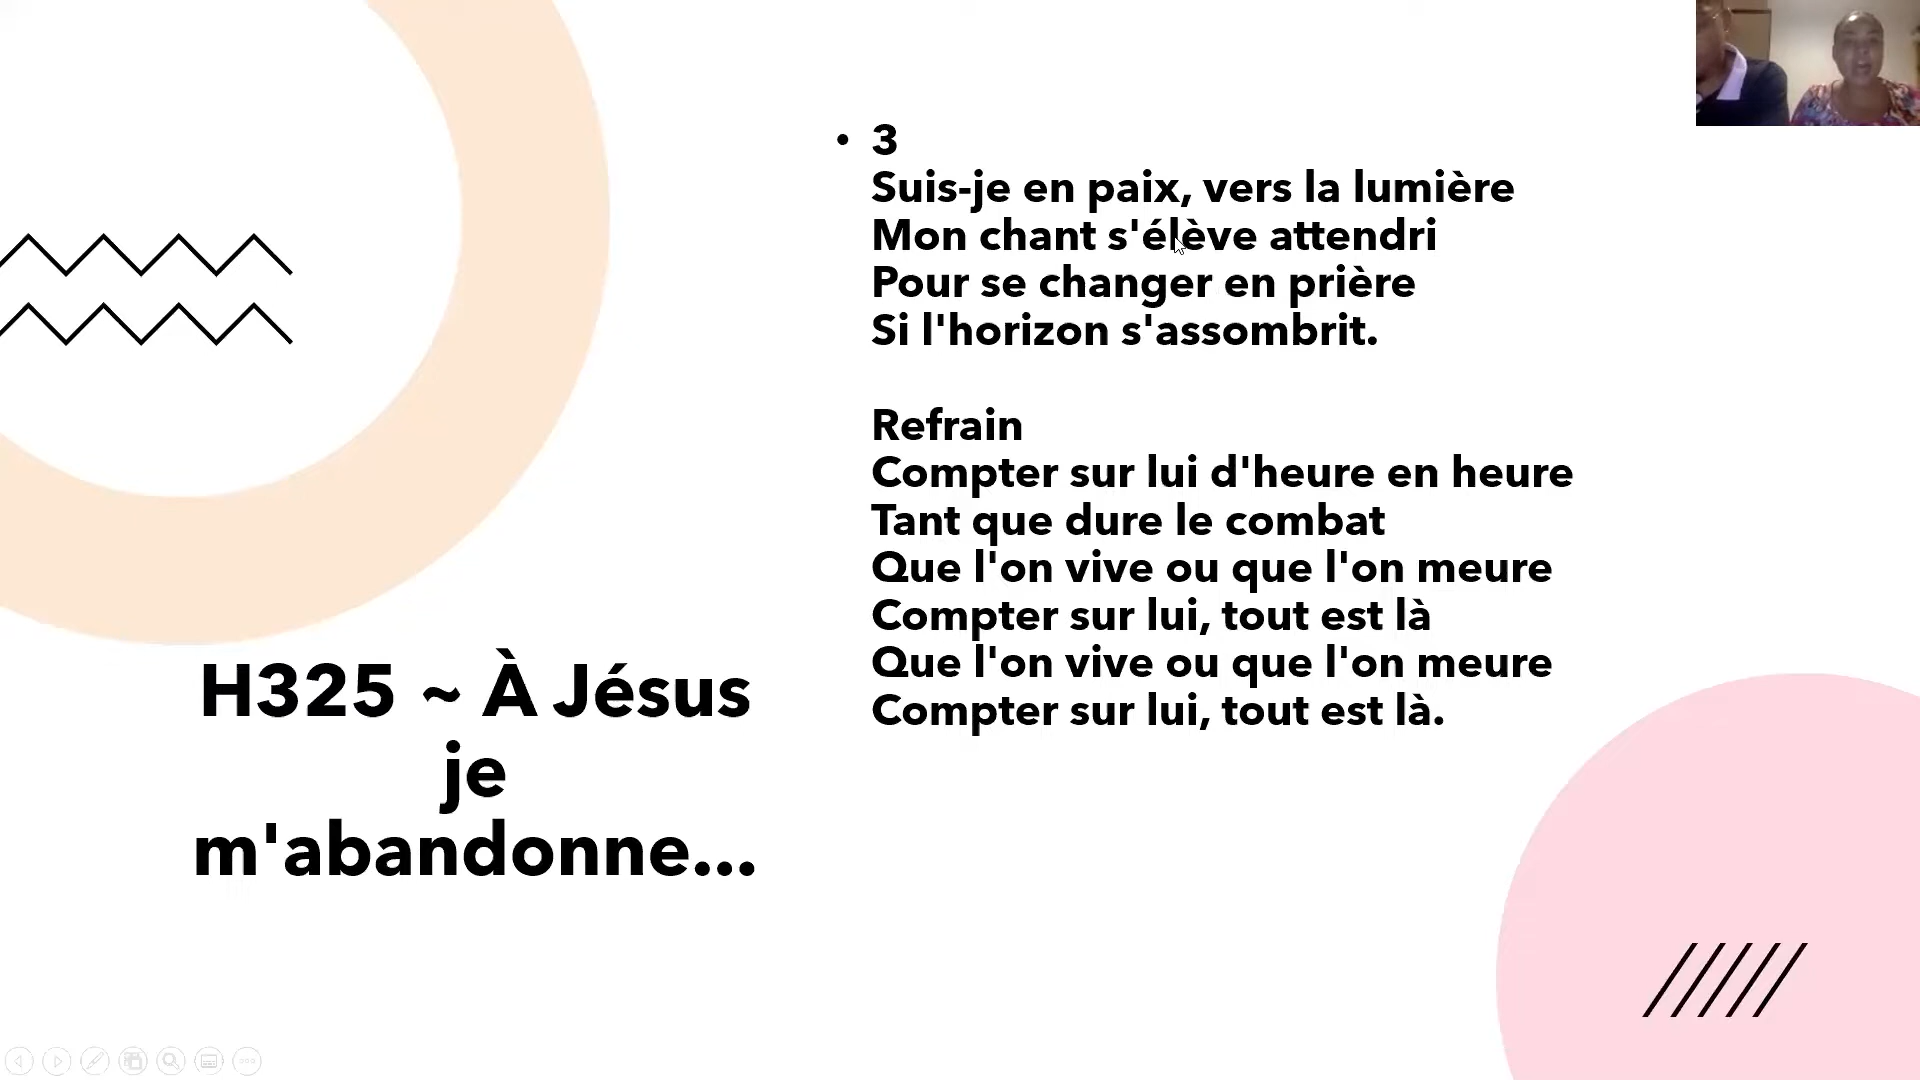 H325 ~ À Jésus
je
m'abandonne...
• 3
Suis-je en paix, vers la lumière
Mon chant s'élève attendri
Pour se changer en prière
Si l'horizon s'assombrit.
Refrain
Compter sur lui d'heure en heure
Tant que dure le combat
Que l'on vive ou que l'on meure
Compter sur lui, tout est là
Que l'on vive ou que l'on meure
Compter sur lui, tout est là.